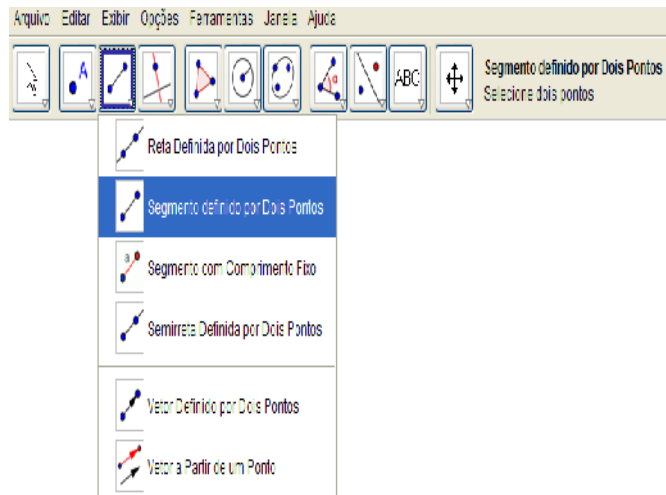 Arquivo Editar Exibir Opções Ferramentas Janela Ajuda
A
α
ABC
Segmento definido por Dois Pontos
Selecione dois pontos
Reta Definida por Dois Pontos
Segmento definido por Dois Pontos
a
Segmento com Comprimento Fixo
Semirreta Definida por Dois Pontos
Vetor Definido por Dois Pontos
Vetor a Partir de um Ponto